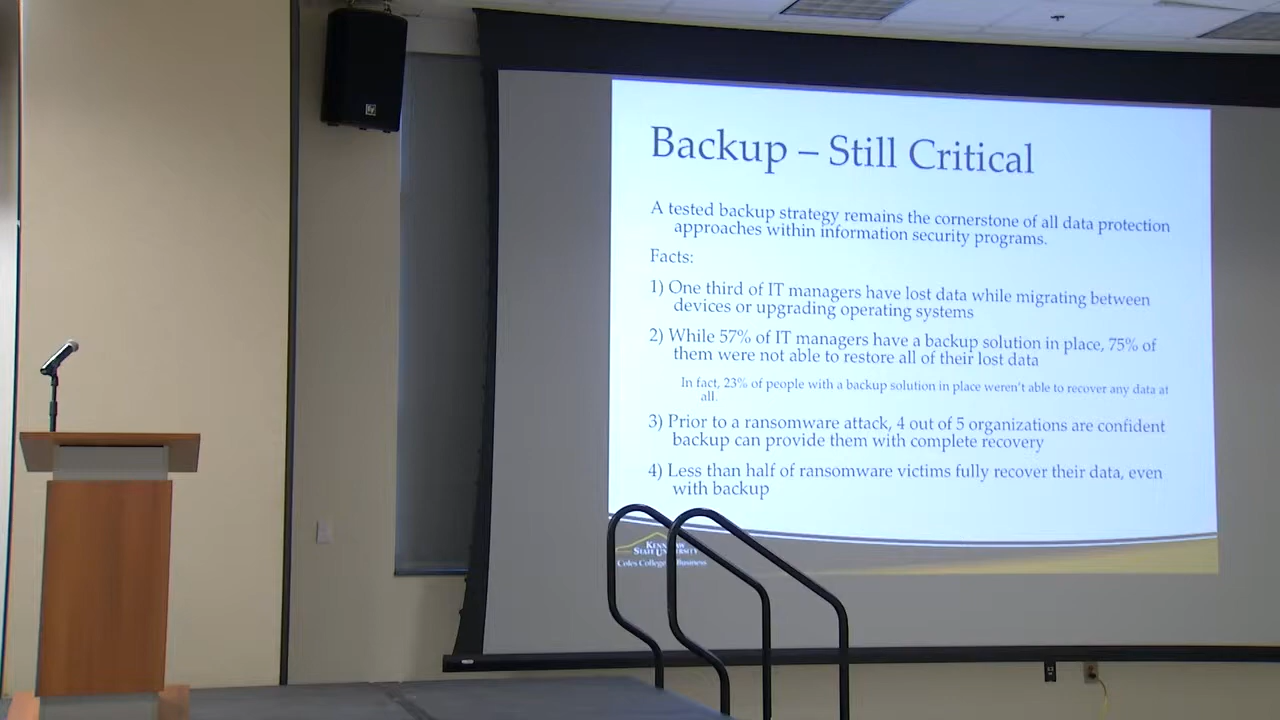 Backup – Still Critical
A tested backup strategy remains the cornerstone of all data protection
approaches within information security programs.
Facts:
1) One third of IT managers have lost data while migrating between
devices or upgrading operating systems
2) While 57% of IT managers have a backup solution in place, 75% of
them were not able to restore all of their lost data
In fact, 23% of people with a backup solution in place weren't able to recover any data at
all.
3) Prior to a ransomware attack, 4 out of 5 organizations are confident
backup can provide them with complete recovery
4) Less than half of ransomware victims fully recover their data, even
with backup
STATE
Coles College Business